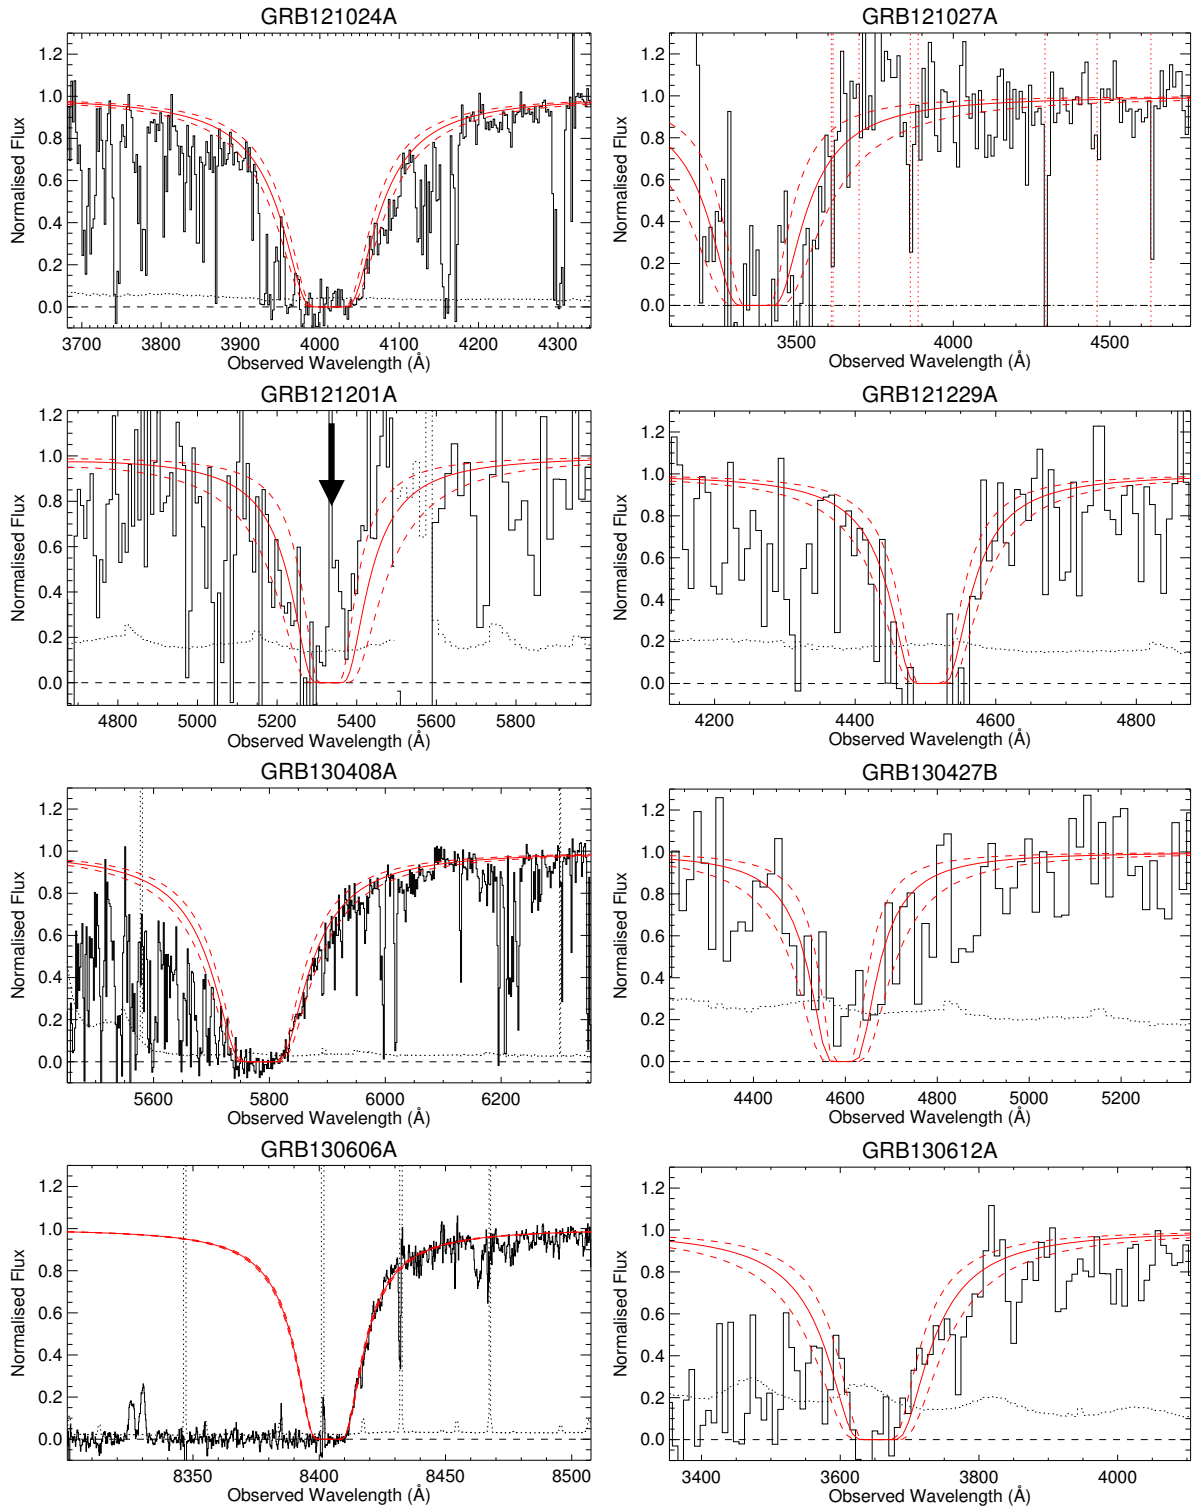 GRB121024A
GRB121027A
1.2
1.0
0.8
0.6
0.4
0.2
0.0
Normalised Flux
3700 3800 3900 4000 4100 4200 4300
Observed Wavelength (Å)
1.2
1.0
0.8
0.6
0.4
0.2
0.0
Normalised Flux
3500 4000 4500
Observed Wavelength (Å)
GRB121201A
GRB121229A
1.2
1.0
0.8
0.6
0.4
0.2
0.0
Normalised Flux
4800 5000 5200 5400 5600 5800
Observed Wavelength (Å)
1.2
1.0
0.8
0.6
0.4
0.2
0.0
Normalised Flux
4200 4400 4600 4800
Observed Wavelength (Å)
GRB130408A
GRB130427B
1.2
1.0
0.8
0.6
0.4
0.2
0.0
Normalised Flux
5600 5800 6000 6200
Observed Wavelength (Å)
1.2
1.0
0.8
0.6
0.4
0.2
0.0
Normalised Flux
4400 4600 4800 5000 5200
Observed Wavelength (Å)
GRB130606A
GRB130612A
1.2
1.0
0.8
0.6
0.4
0.2
0.0
Normalised Flux
8350 8400 8450 8500
Observed Wavelength (Å)
1.2
1.0
0.8
0.6
0.4
0.2
0.0
Normalised Flux
3400 3600 3800 4000
Observed Wavelength (Å)